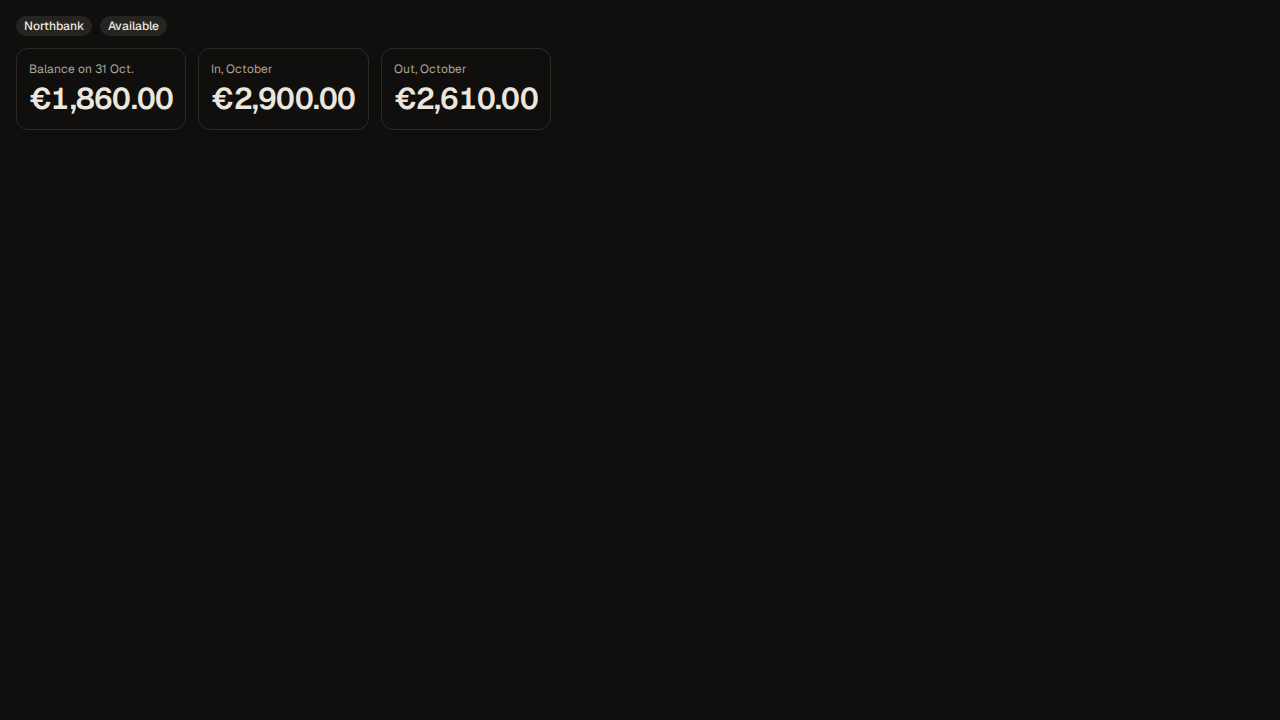 Northbank Available
Balance on 31 Oct. In, October Out, October
€1,860.00 €2,900.00 €2,610.00